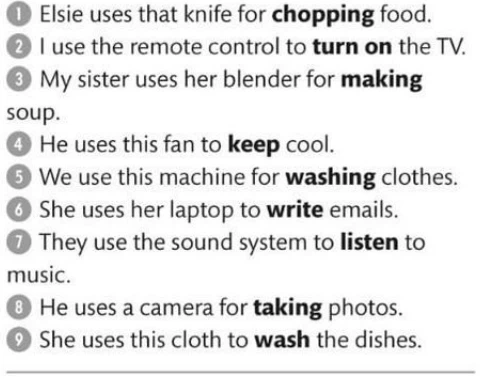 1 Elsie uses that knife for chopping food.
2 I use the remote control to turn on the TV.
3 My sister uses her blender for making
soup.
4 He uses this fan to keep cool.
5 We use this machine for washing clothes.
6 She uses her laptop to write emails.
7 They use the sound system to listen to
music.
8 He uses a camera for taking photos.
9 She uses this cloth to wash the dishes.